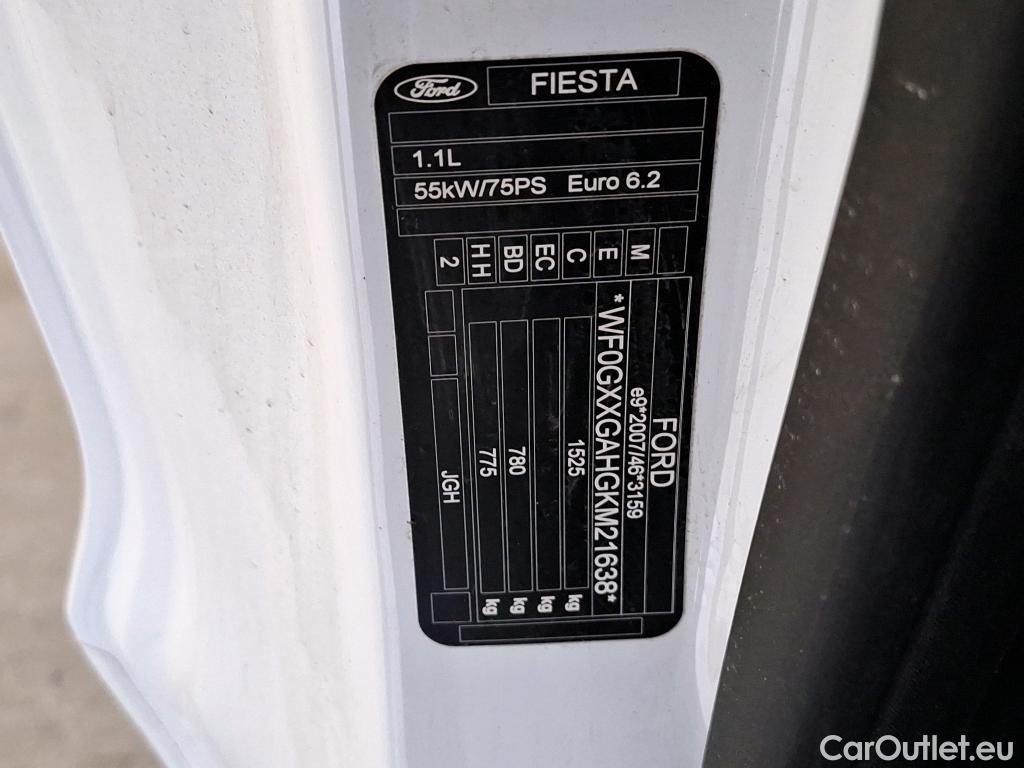 Ford
FIESTA
1.1L
55kW/75PS Euro 6.2
M
E
C
EC
BD
H H
2
FORD
e9*2007/46*3159
*WF0GXXGAHGKM21638*
1525 kg
kg
780 kg
775 kg
JGH
CarOutlet.eu